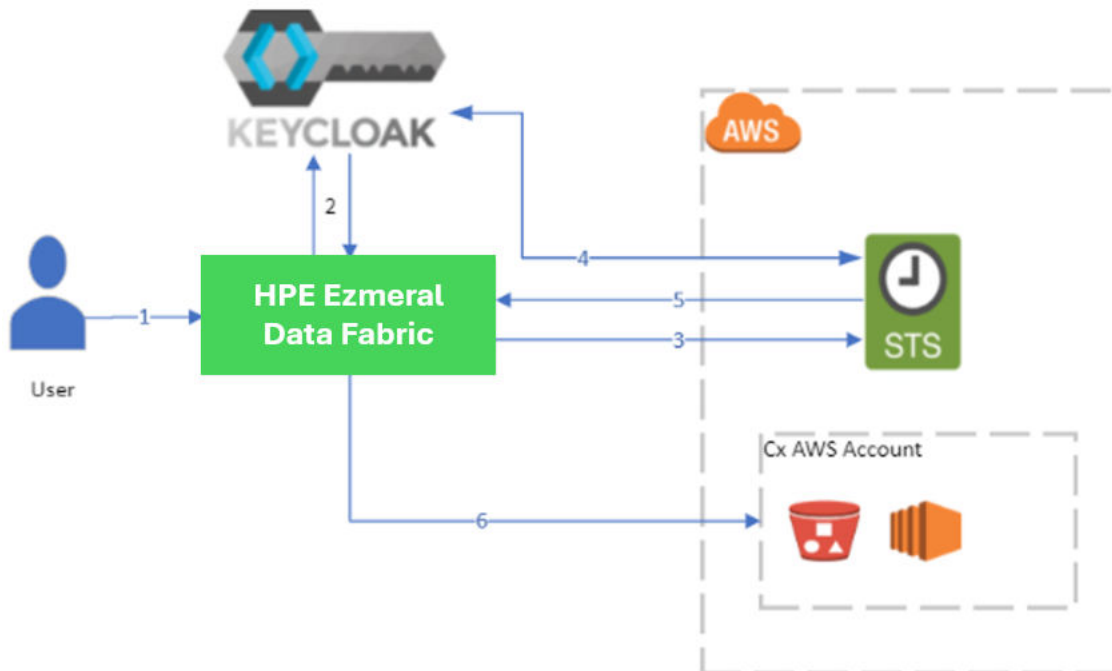 KEYCLOAK
AWS
2
4
HPE Ezmeral
Data Fabric
1
5
3
STS
User
Cx AWS Account
6